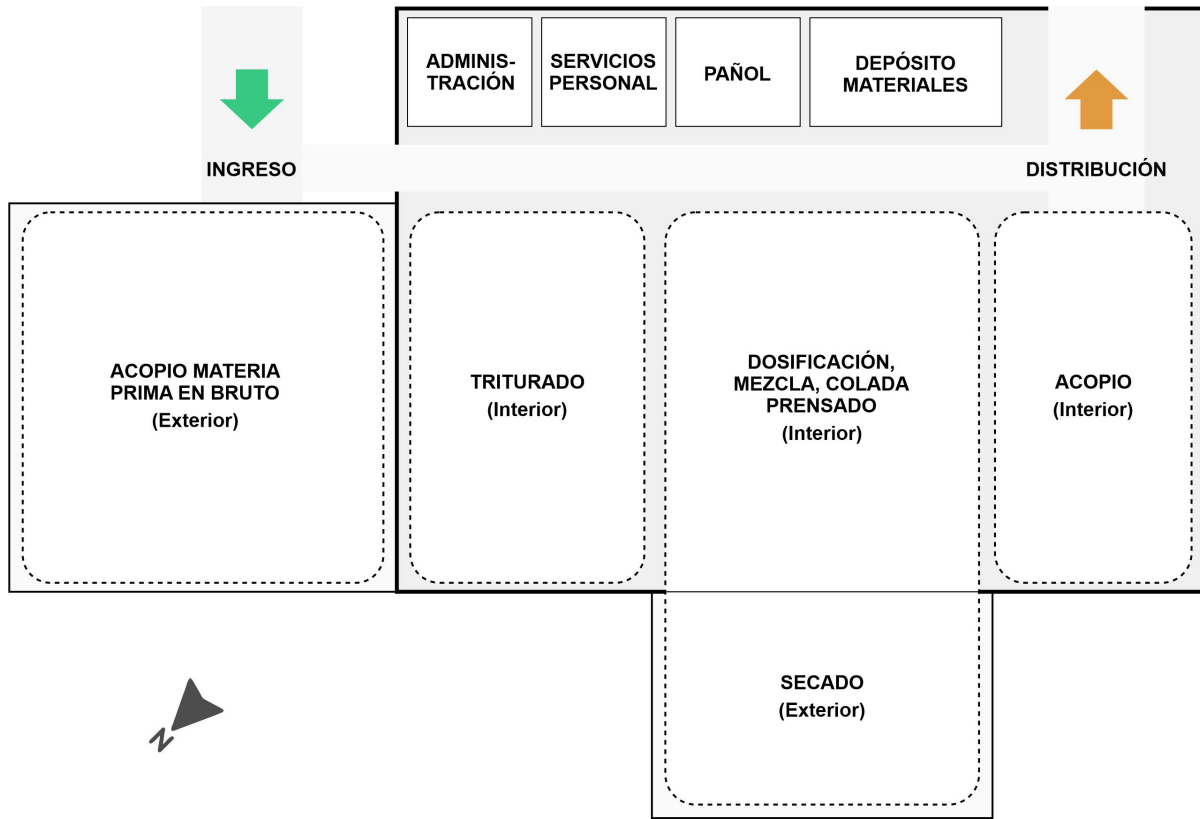 ADMINIS-
TRACIÓN
SERVICIOS
PERSONAL
PAÑOL
DEPÓSITO
MATERIALES
INGRESO
DISTRIBUCIÓN
ACOPIO MATERIA
PRIMA EN BRUTO
(Exterior)
TRITURADO
(Interior)
DOSIFICACIÓN,
MEZCLA, COLADA
PRENSADO
(Interior)
ACOPIO
(Interior)
SECADO
(Exterior)
N